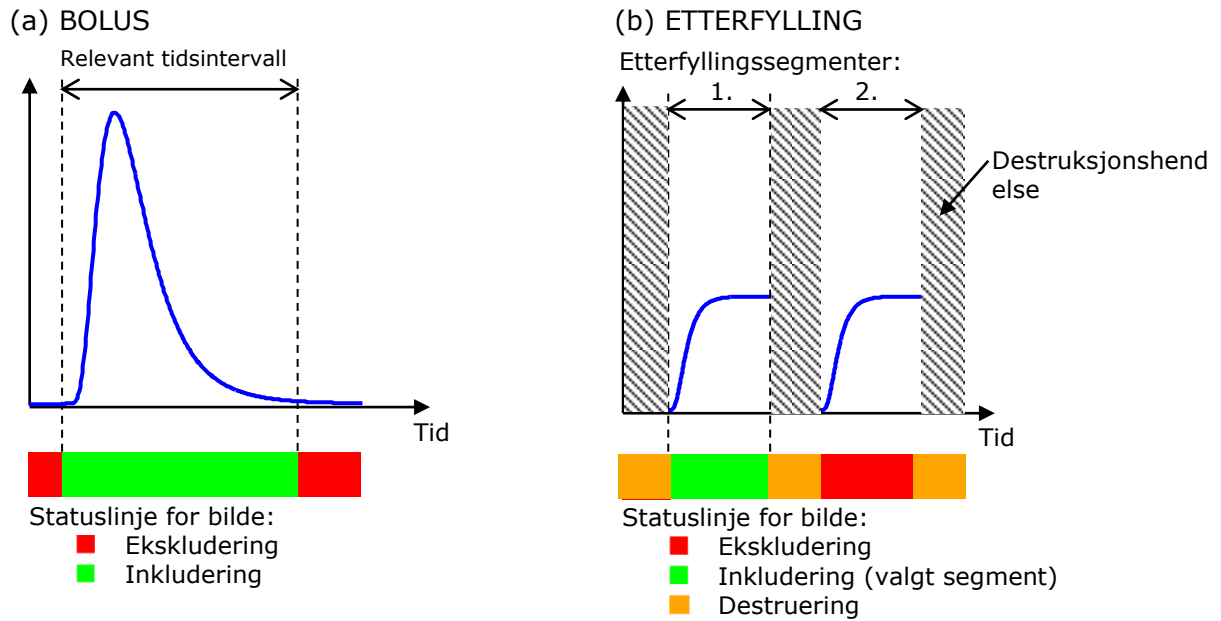 (a) BOLUS
Relevant tidsintervall
Tid
Statuslinje for bilde:
Ekskludering
Inkludering
(b) ETTERFYLLING
Etterfyllingssegmenter:
1.
2.
Destruksjonshend
else
Tid
Statuslinje for bilde:
Ekskludering
Inkludering (valgt segment)
Destruering